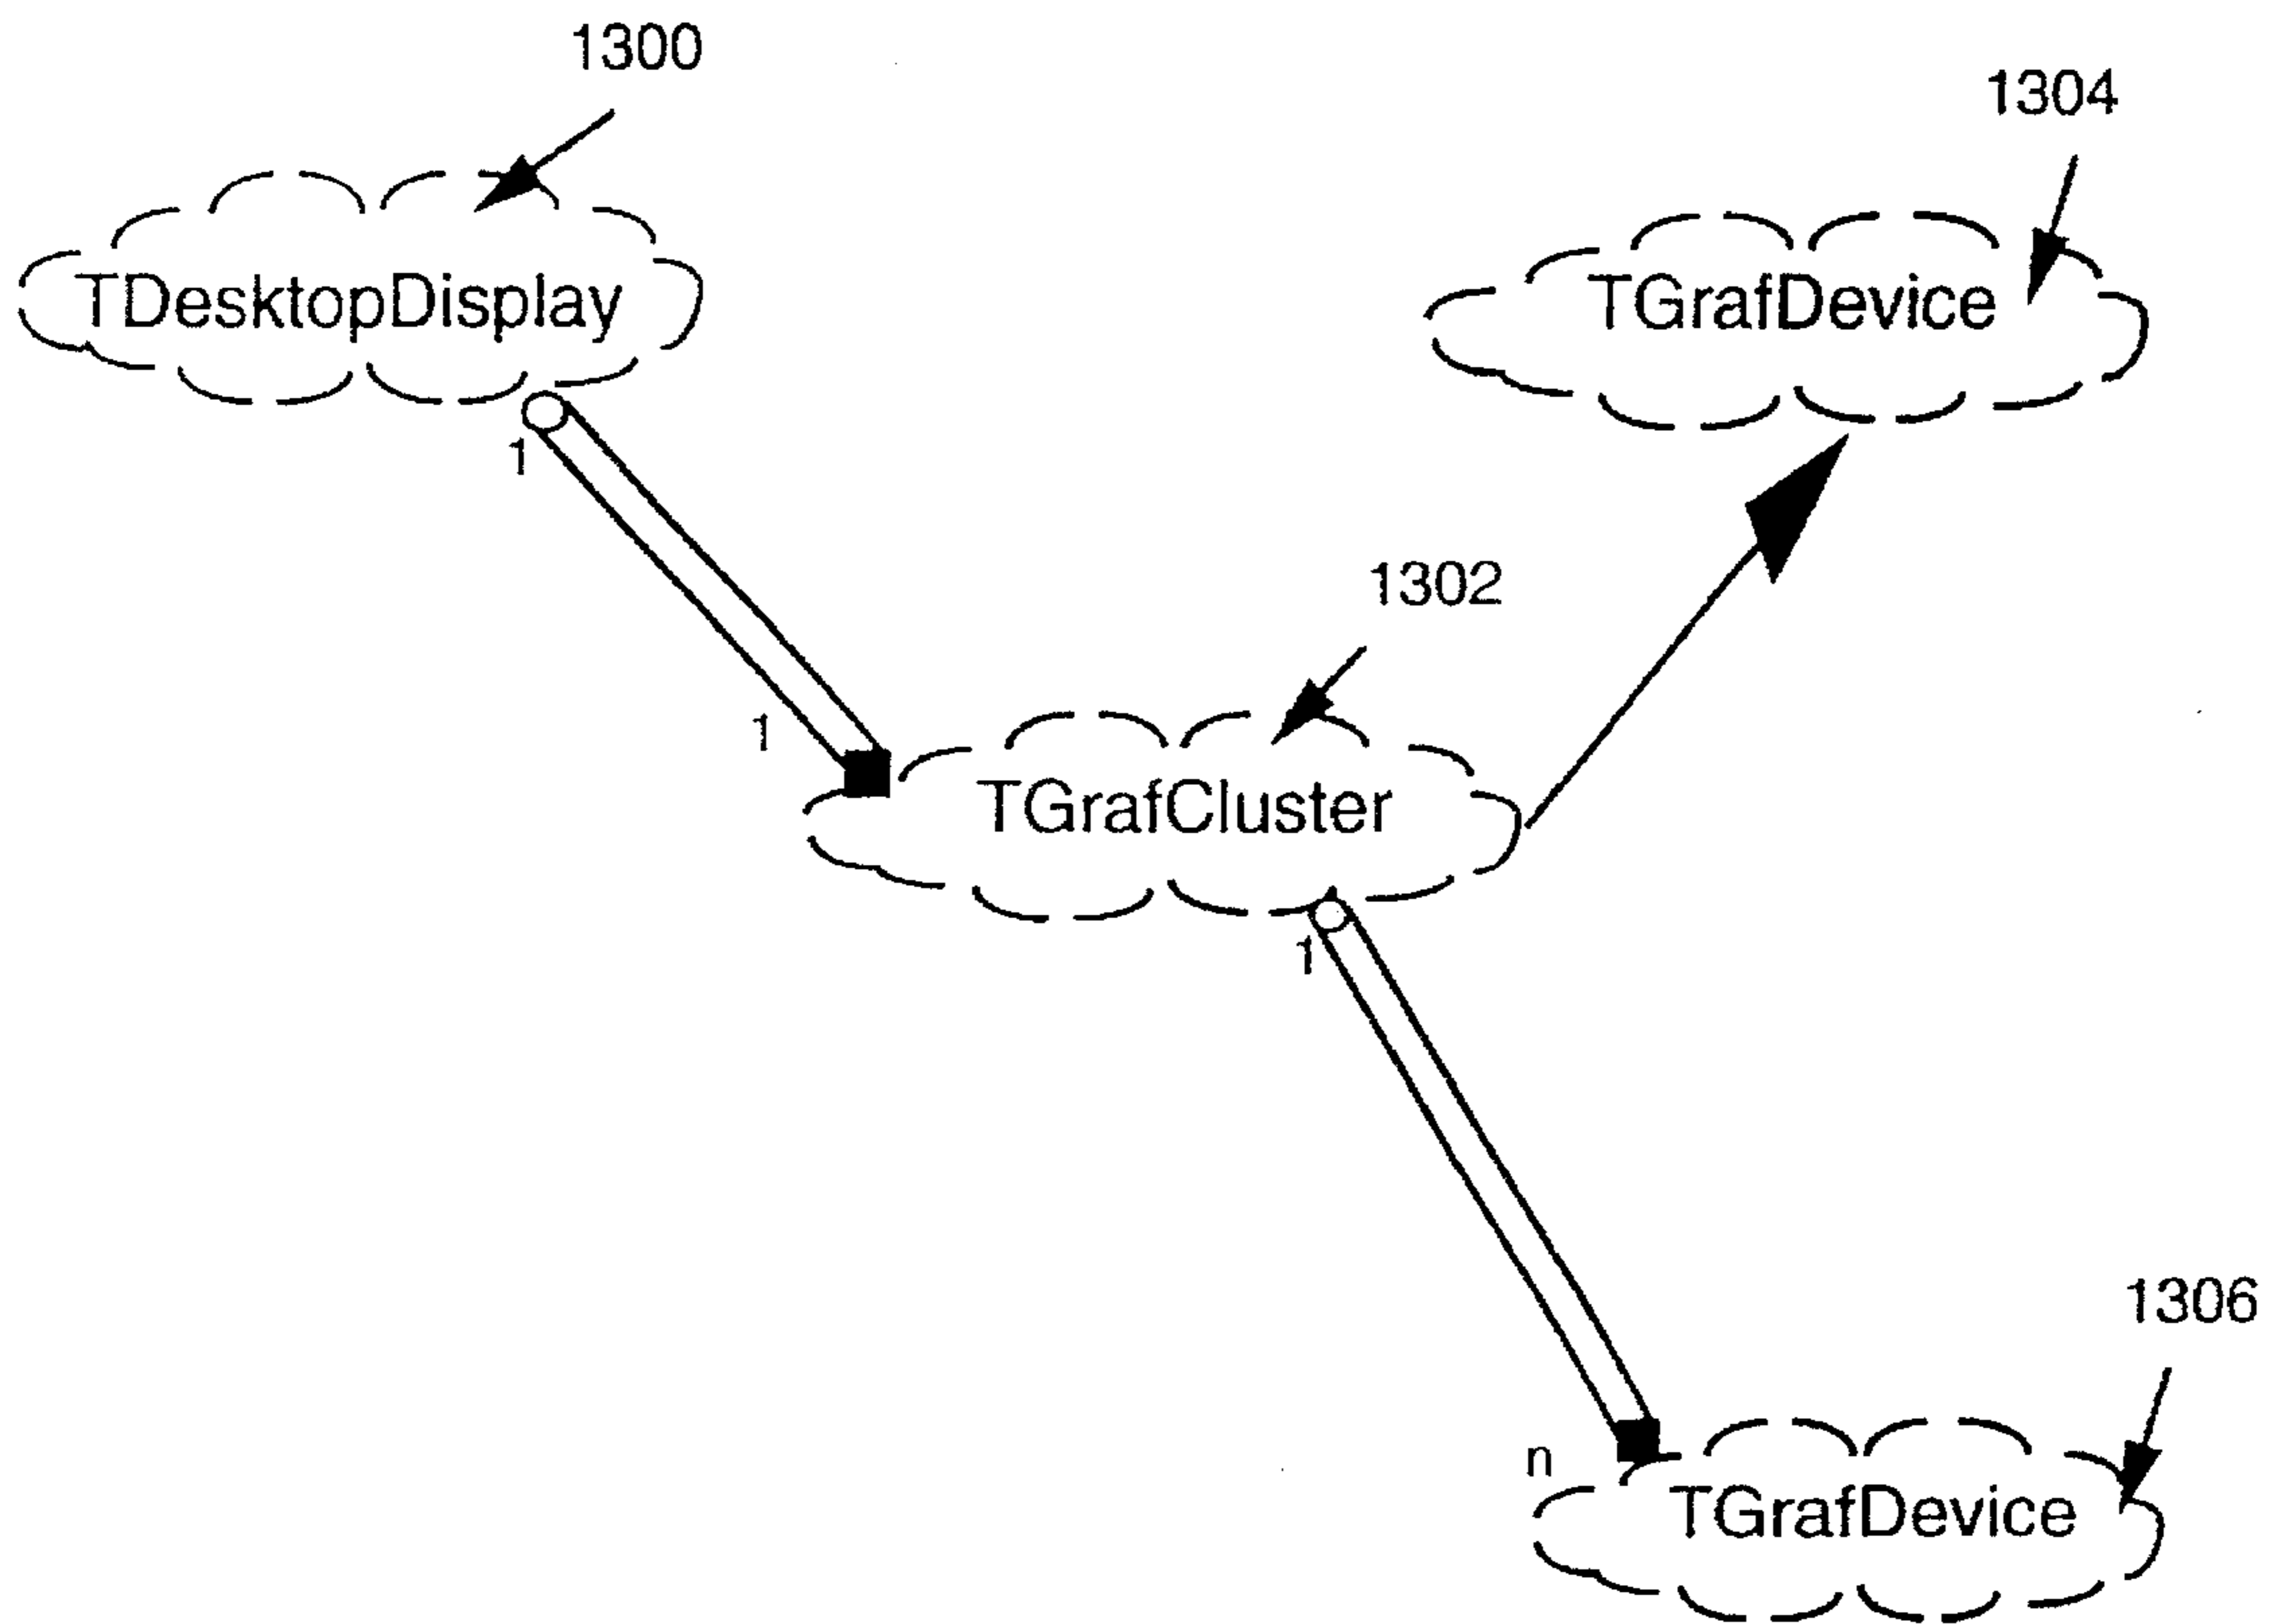 1300
1304
TDesktopDisplay
TGrafDevice
1
1302
1
TGrafCluster
1
1306
n
TGrafDevice